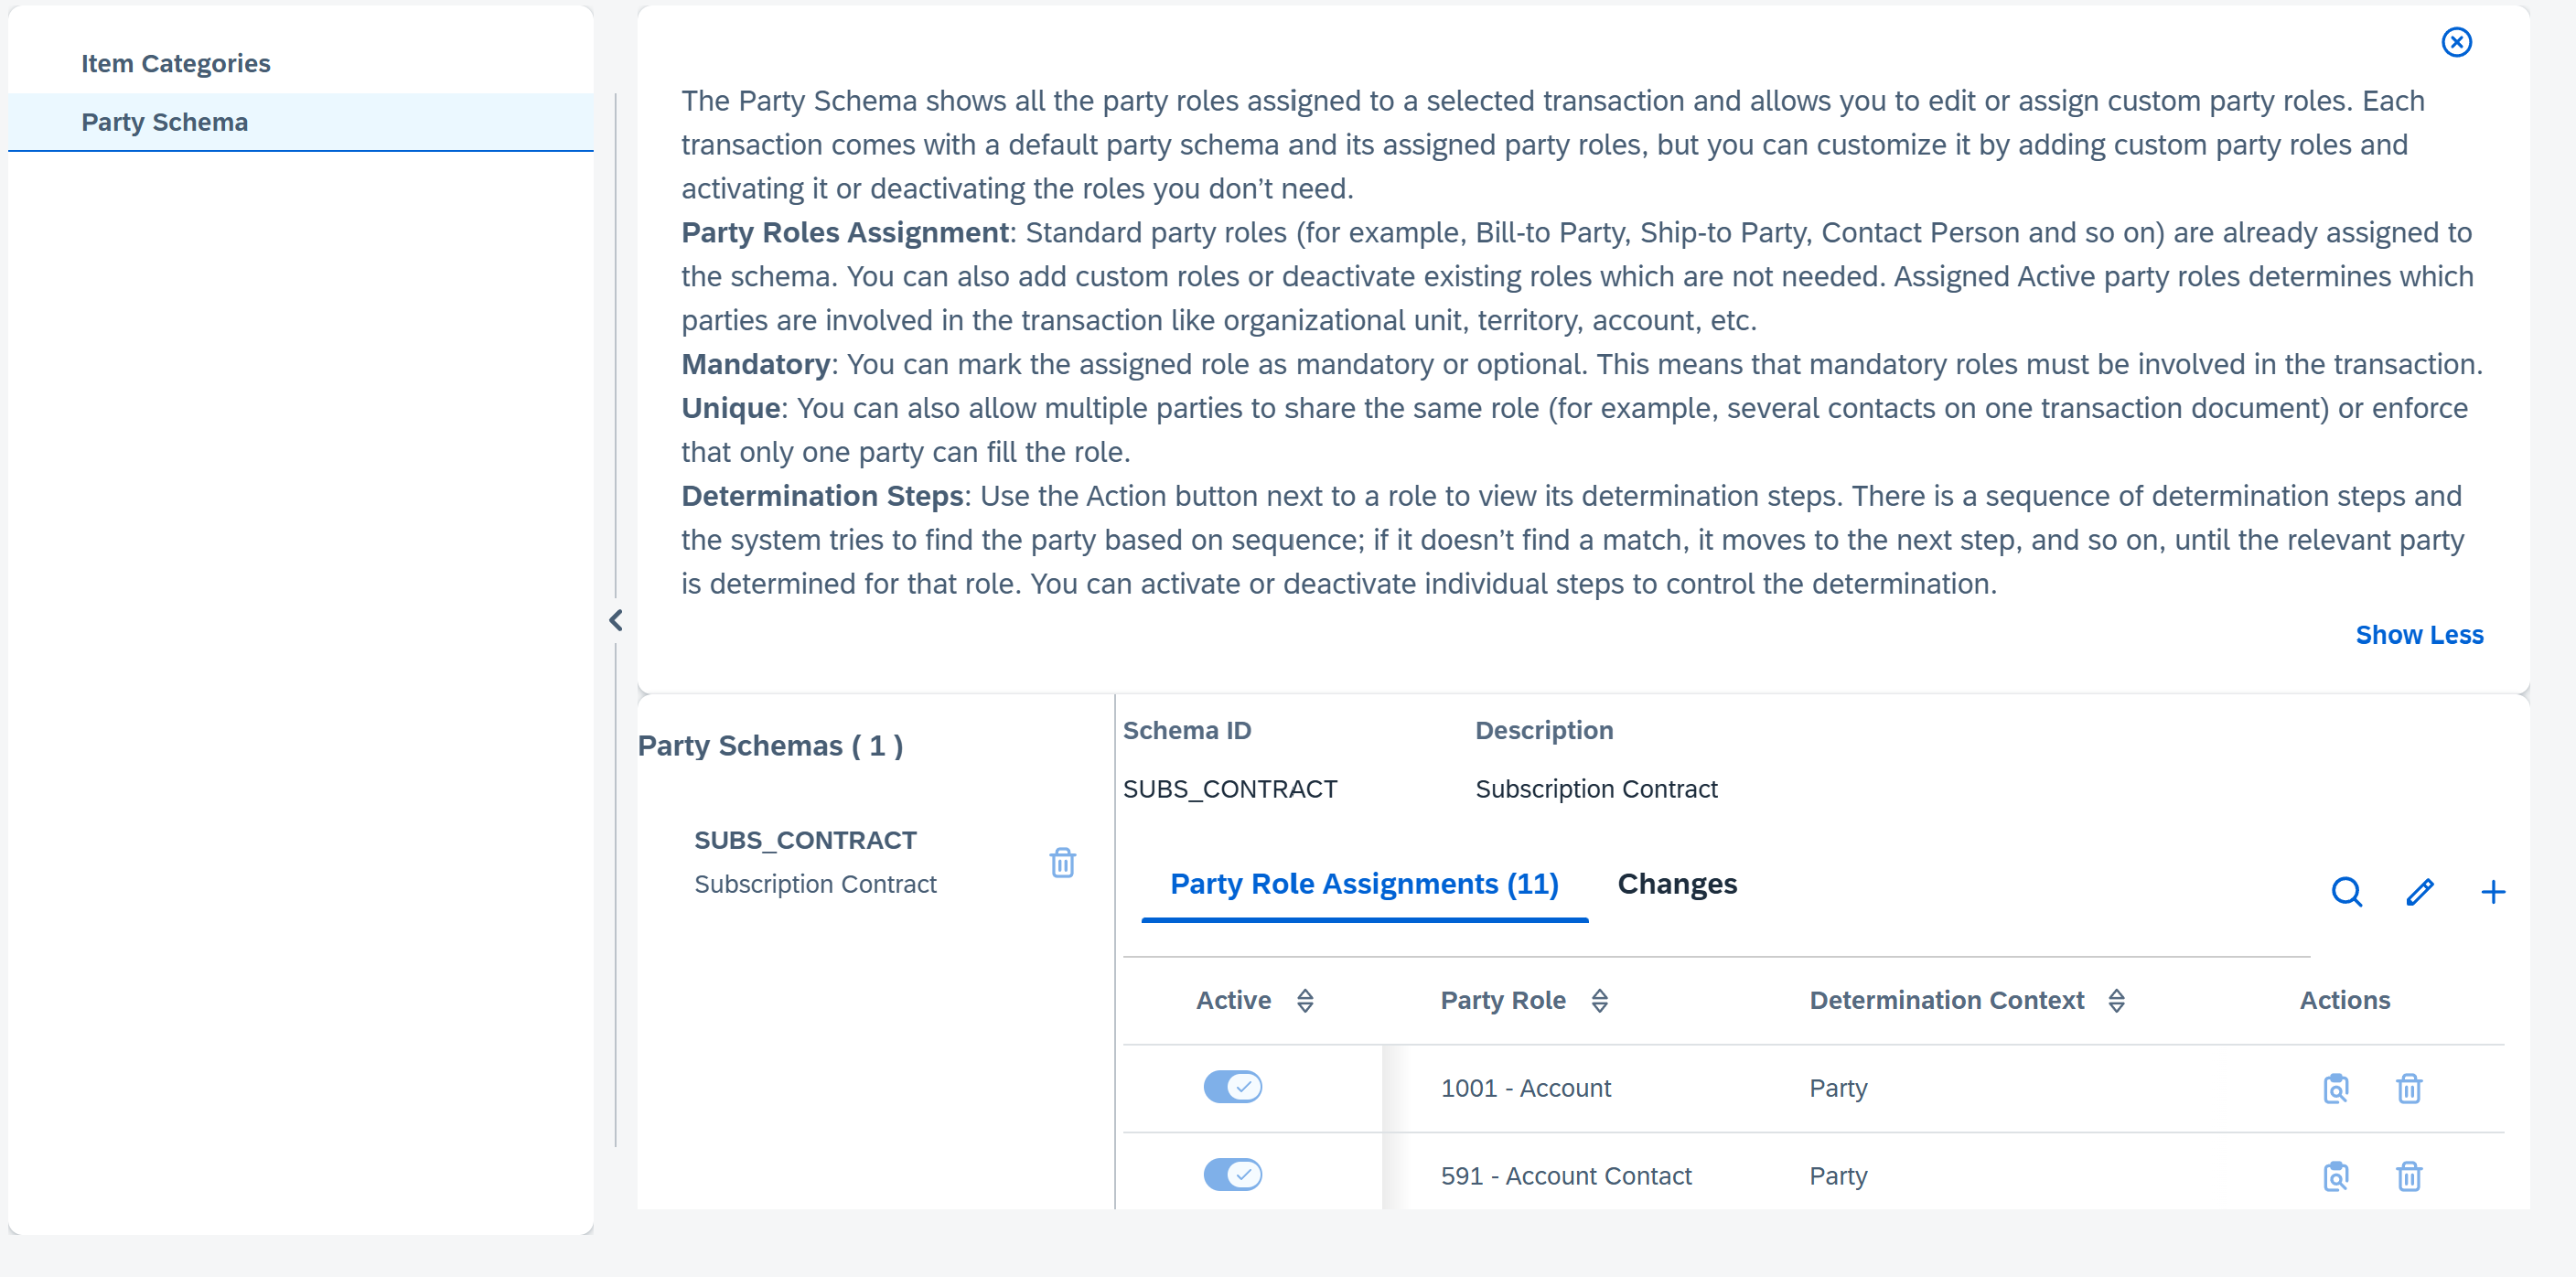 Item Categories
Party Schema
The Party Schema shows all the party roles assigned to a selected transaction and allows you to edit or assign custom party roles. Each
transaction comes with a default party schema and its assigned party roles, but you can customize it by adding custom party roles and
activating it or deactivating the roles you don’t need.
Party Roles Assignment: Standard party roles (for example, Bill-to Party, Ship-to Party, Contact Person and so on) are already assigned to
the schema. You can also add custom roles or deactivate existing roles which are not needed. Assigned Active party roles determines which
parties are involved in the transaction like organizational unit, territory, account, etc.
Mandatory: You can mark the assigned role as mandatory or optional. This means that mandatory roles must be involved in the transaction.
Unique: You can also allow multiple parties to share the same role (for example, several contacts on one transaction document) or enforce
that only one party can fill the role.
Determination Steps: Use the Action button next to a role to view its determination steps. There is a sequence of determination steps and
the system tries to find the party based on sequence; if it doesn’t find a match, it moves to the next step, and so on, until the relevant party
is determined for that role. You can activate or deactivate individual steps to control the determination.
Show Less
Party Schemas ( 1 )
SUBS_CONTRACT
Subscription Contract
Schema ID Description
SUBS_CONTRACT Subscription Contract
Party Role Assignments (11) Changes
Active Party Role Determination Context Actions
1001 - Account Party
591 - Account Contact Party